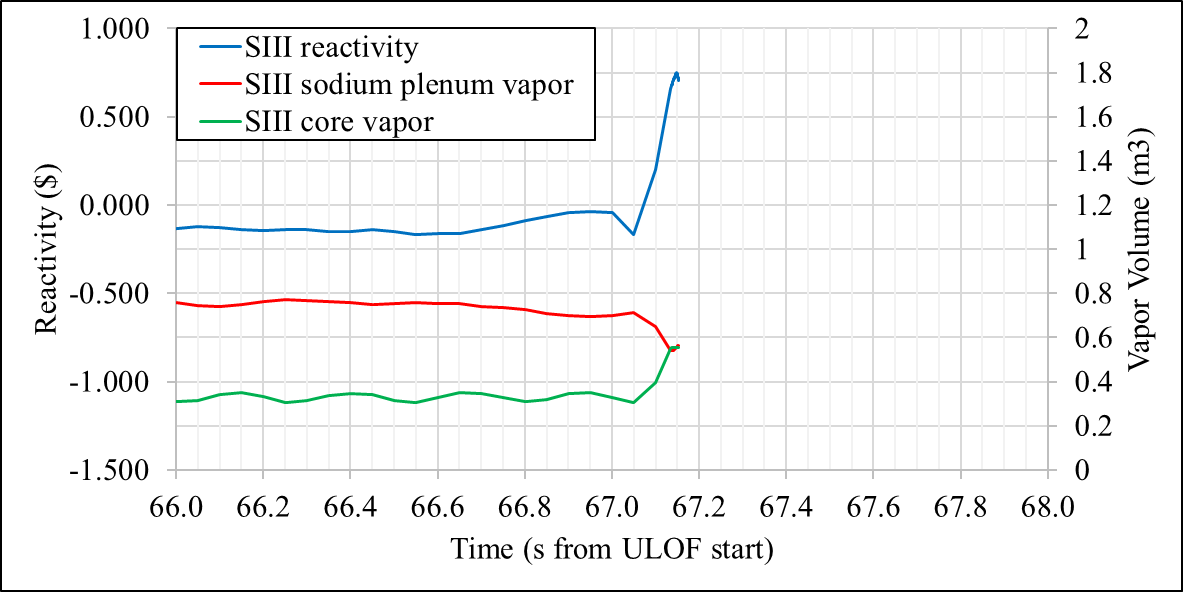 SIII reactivity
SIII sodium plenum vapor
SIII core vapor
1.000
0.500
0.000
-0.500
-1.000
-1.500
Reactivity ($)
2
1.8
1.6
1.4
1.2
1
0.8
0.6
0.4
0.2
0
Vapor Volume (m3)
66.0 66.2 66.4 66.6 66.8 67.0 67.2 67.4 67.6 67.8 68.0
Time (s from ULOF start)